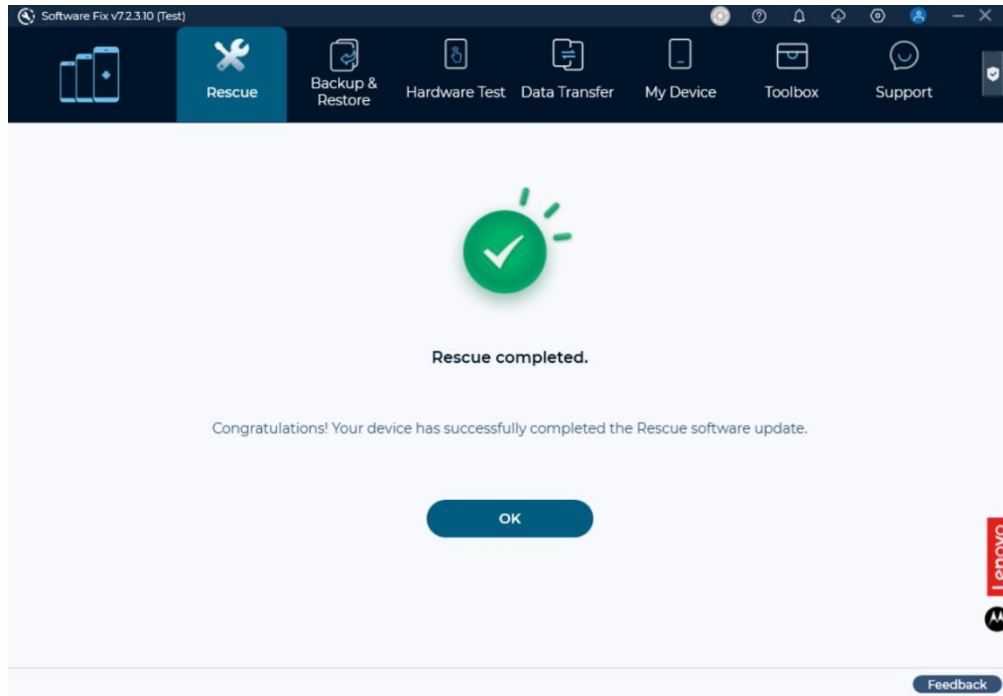 Software Fix v7.2.3.10 (Test)
Rescue
Backup &
Restore
Hardware Test
Data Transfer
My Device
Toolbox
Support
Rescue completed.
Congratulations! Your device has successfully completed the Rescue software update.
OK
Lenovo
Feedback